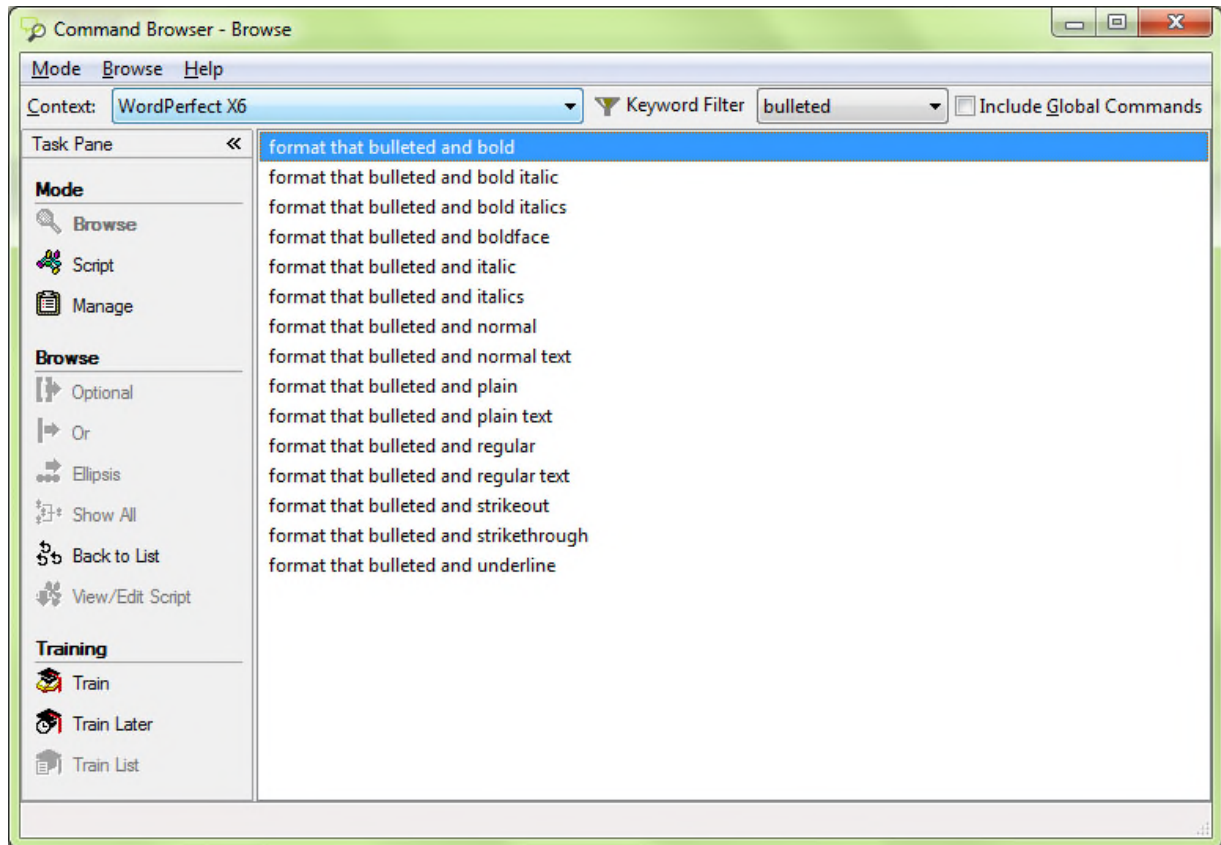 Command Browser - Browse
Mode Browse Help
Context: WordPerfect X6 Keyword Filter bulleted Include Global Commands
Task Pane «
Mode
Browse
Script
Manage
Browse
Optional
Or
Ellipsis
Show All
Back to List
View/Edit Script
Training
Train
Train Later
Train List
format that bulleted and bold
format that bulleted and bold italic
format that bulleted and bold italics
format that bulleted and boldface
format that bulleted and italic
format that bulleted and italics
format that bulleted and normal
format that bulleted and normal text
format that bulleted and plain
format that bulleted and plain text
format that bulleted and regular
format that bulleted and regular text
format that bulleted and strikeout
format that bulleted and strikethrough
format that bulleted and underline